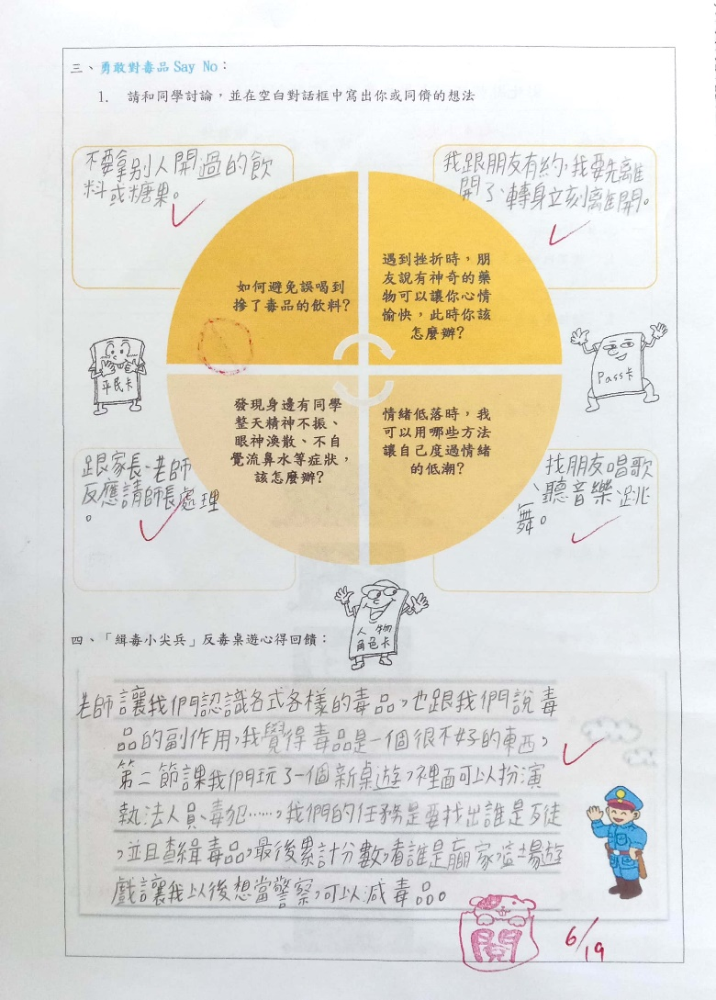 三、勇敢對毒品 Say No：
1. 請和同學討論，並在空白對話框中寫出你或同儕的想法
不要拿別人開過的飲
料或糖果。
我跟朋友有約，我要先離
開了、轉身立刻離開。
如何避免誤喝到
摻了毒品的飲料?
遇到挫折時，朋
友說有神奇的藥
物可以讓你心情
愉快，此時你該
怎麼辦?
平民卡
Pass卡
發現身邊有同學
整天精神不振、
眼神渙散、不自
覺流鼻水等症狀，
該怎麼辦?
情緒低落時，我
可以用哪些方法
讓自己度過情緒
的低潮?
跟家長、老師
反應請師長處理
。
找朋友唱歌
、聽音樂、跳
舞。
人物
角色卡
四、「緝毒小尖兵」反毒桌遊心得回饋：
老師讓我們認識各式各樣的毒品，也跟我們說毒
品的副作用，我覺得毒品是一個很不好的東西，
第二節課我們玩了一個新桌遊，裡面可以扮演
執法人員、毒犯……，我們的任務是要找出誰是歹徒
，並且查緝毒品，最後累計分數，看誰是贏家，這場遊
戲讓我以後想當警察，可以減毒品。
閱
6/19